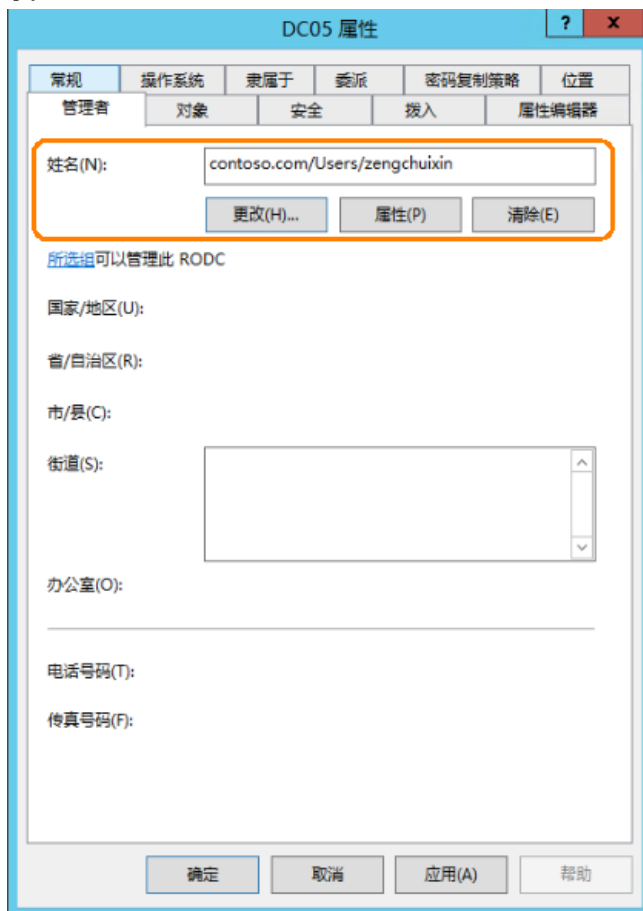 DC05 属性
? x
常规 操作系统 隶属于 委派 密码复制策略 位置
管理者 对象 安全 拨入 属性编辑器
姓名(N): contoso.com/Users/zengchuixin
更改(H)... 属性(P) 清除(E)
所选组可以管理此 RODC
国家/地区(U):
省/自治区(R):
市/县(C):
街道(S):
办公室(O):
电话号码(T):
传真号码(F):
确定 取消 应用(A) 帮助